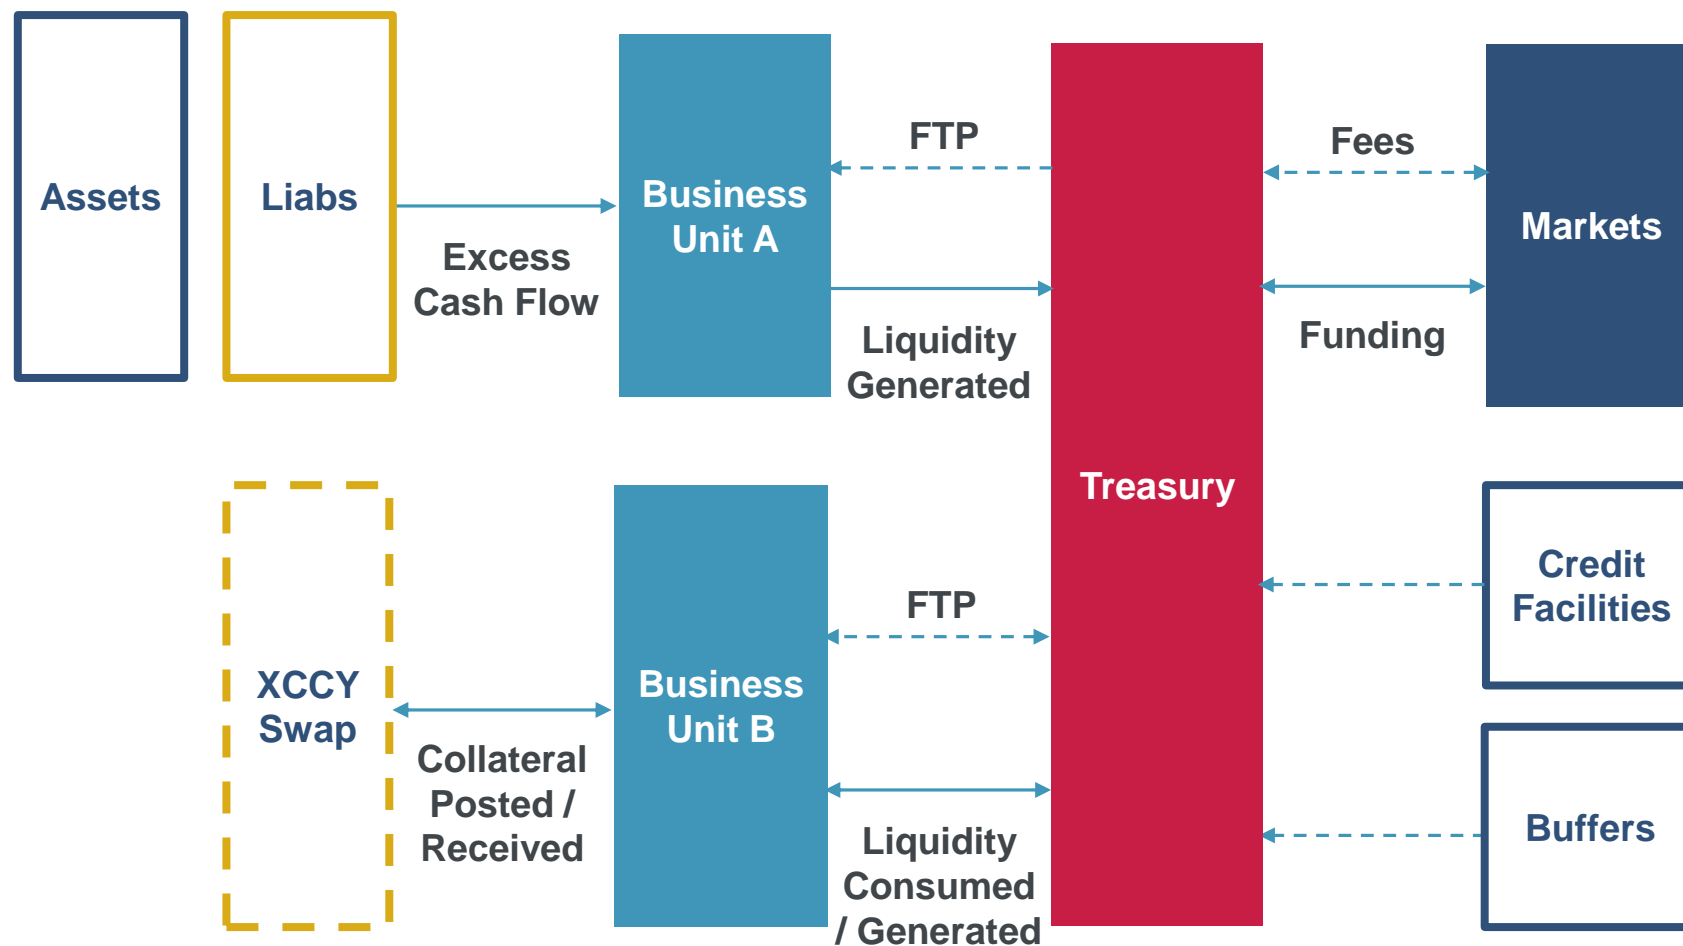 Assets
Liabs
Excess
Cash Flow
Business
Unit A
FTP
Liquidity
Generated
Treasury
Fees
Funding
Markets
XCCY
Swap
Collateral
Posted /
Received
Business
Unit B
FTP
Liquidity
Consumed
/ Generated
Credit
Facilities
Buffers